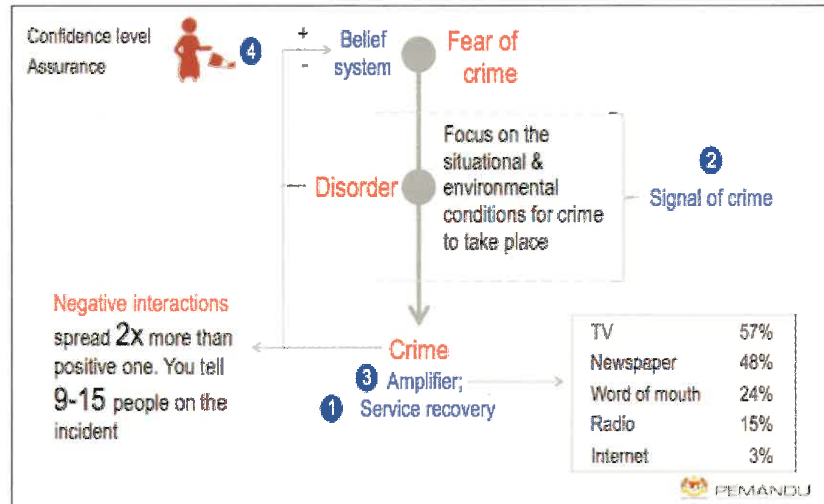 Confidence level
Assurance
4
+
-
Belief
system
Fear of
crime
Disorder
Focus on the
situational &
environmental
conditions for crime
to take place
2
Signal of crime
Negative interactions
spread 2x more than
positive one. You tell
9-15 people on the
incident
Crime
3 Amplifier;
1 Service recovery
TV 57%
Newspaper 48%
Word of mouth 24%
Radio 15%
Internet 3%
PEMANDU